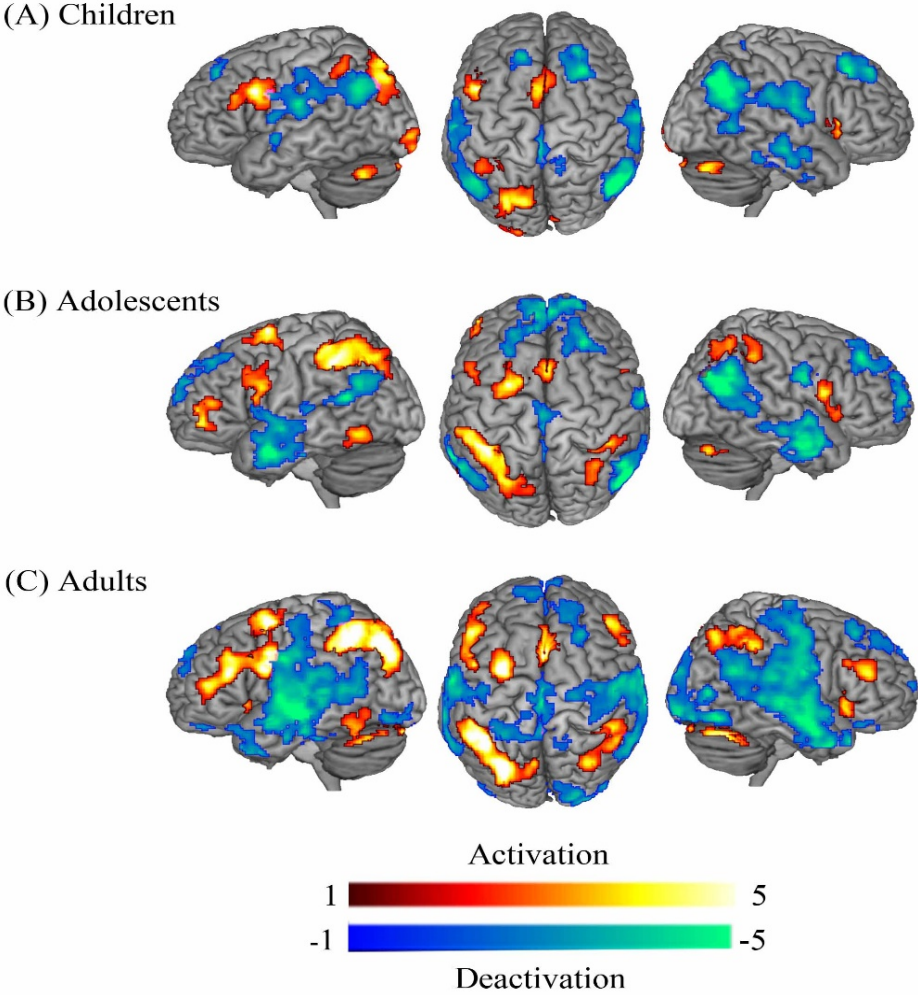 (A) Children
(B) Adolescents
(C) Adults
Activation
1 5
-1 -5
Deactivation